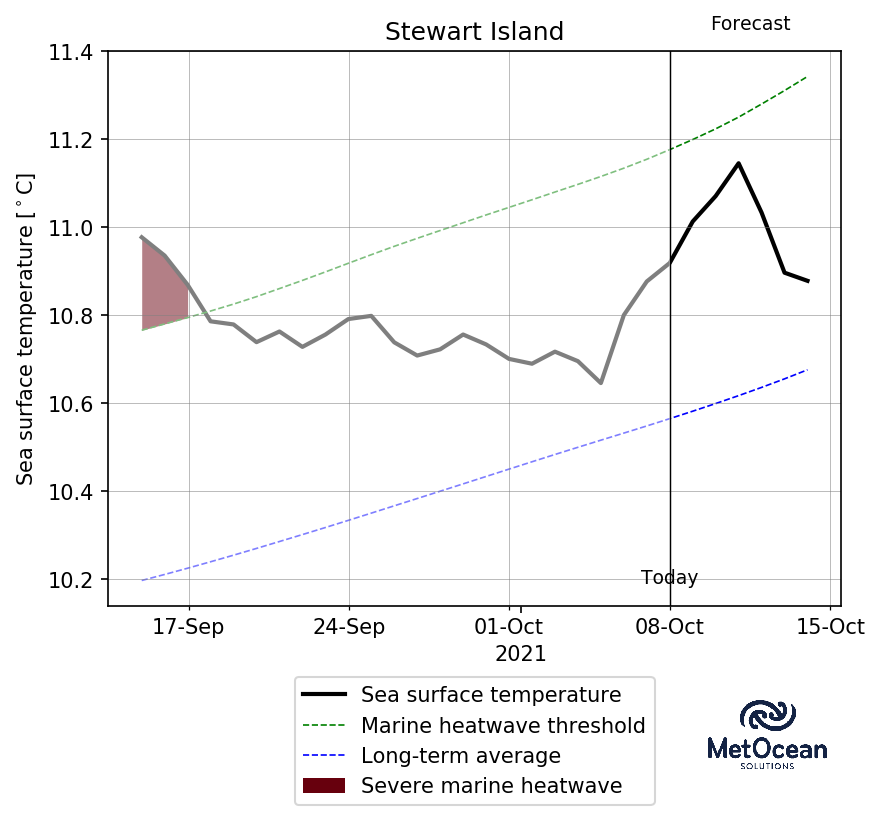 Forecast
Stewart Island
11.4
11.2
11.0
10.8
10.6
10.4
10.2
Sea surface temperature [°C]
Today
17-Sep 24-Sep 01-Oct 08-Oct 15-Oct
2021
Sea surface temperature
Marine heatwave threshold
Long-term average
Severe marine heatwave
MetOcean
SOLUTIONS